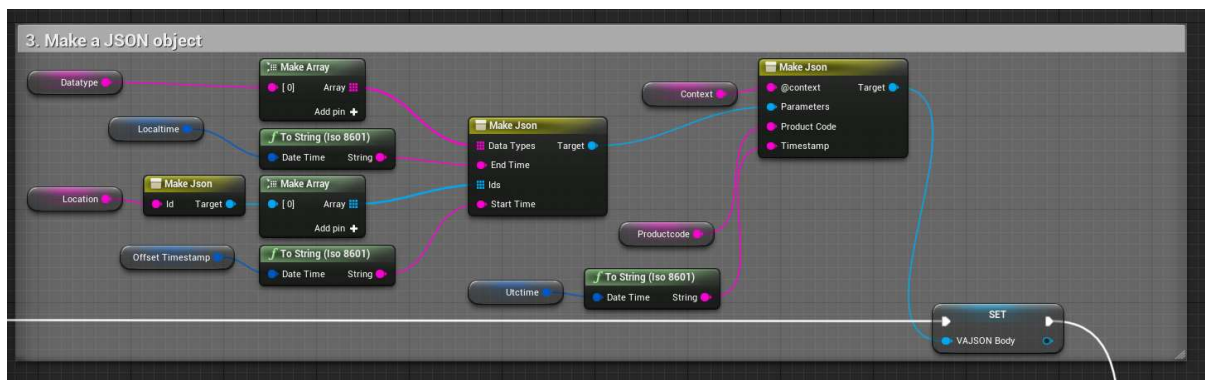 3. Make a JSON object
Datatype
Make Array
[0] Array
Add pin +
Localtime
f To String (Iso 8601)
Date Time String
Location
Make Json
Id Target
Make Array
[0] Array
Add pin +
Offset Timestamp
f To String (Iso 8601)
Date Time String
Make Json
Data Types Target
End Time
Ids
Start Time
Context
Make Json
@context Target
Parameters
Product Code
Timestamp
Productcode
Utctime
f To String (Iso 8601)
Date Time String
SET
VAJSON Body